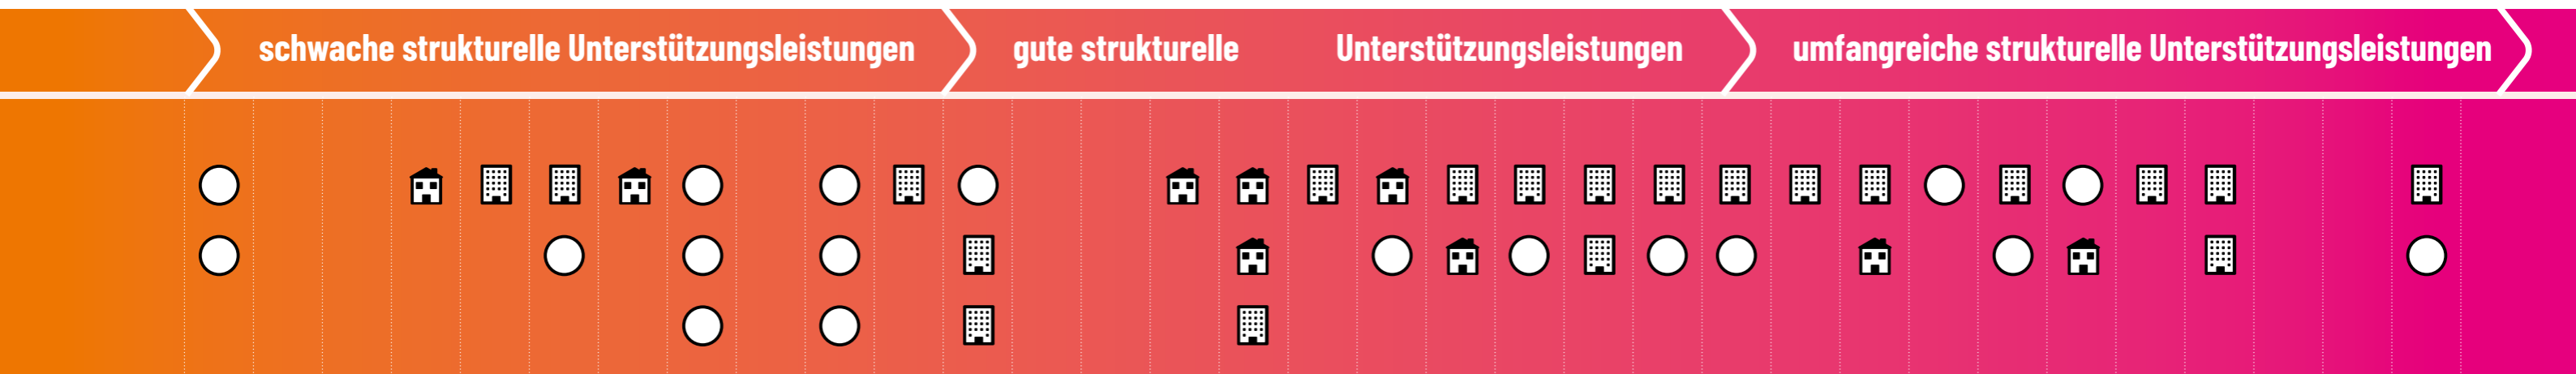 schwache strukturelle Unterstützungsleistungen
gute strukturelle Unterstützungsleistungen
umfangreiche strukturelle Unterstützungsleistungen